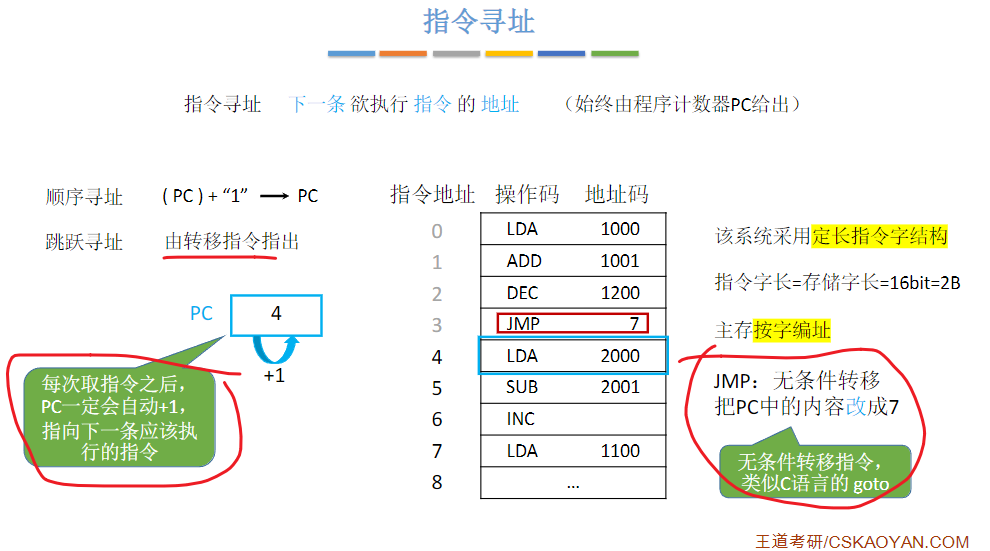 指令寻址
指令寻址 下一条 欲执行 指令 的 地址 （始终由程序计数器PC给出）
顺序寻址 ( PC ) + “1” → PC
跳跃寻址 由转移指令指出
PC 4
+1
每次取指令之后，
PC一定会自动+1，
指向下一条应该执
行的指令
指令地址 操作码 地址码
0 LDA 1000
1 ADD 1001
2 DEC 1200
3 JMP 7
4 LDA 2000
5 SUB 2001
6 INC
7 LDA 1100
8 …
该系统采用定长指令字结构
指令字长=存储字长=16bit=2B
主存按字编址
JMP：无条件转移
把PC中的内容改成7
无条件转移指令，
类似C语言的 goto
王道考研/CSKAOYAN.COM